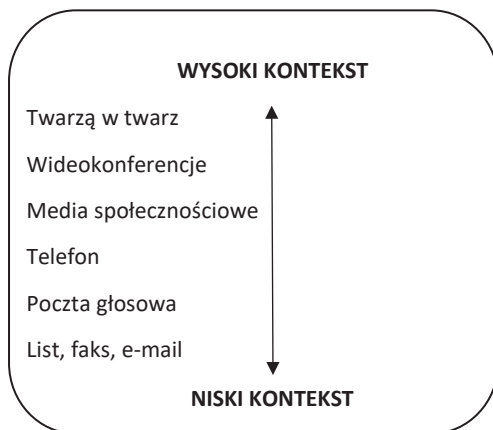 WYSOKI KONTEKST
Twarzą w twarz
Wideokonferencje
Media społecznościowe
Telefon
Poczta głosowa
List, faks, e-mail
NISKI KONTEKST